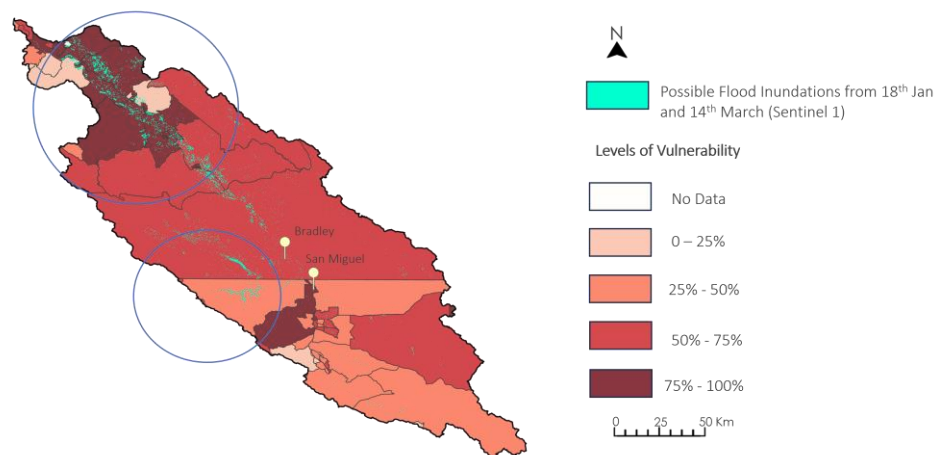 N
Possible Flood Inundations from 18th Jan
and 14th March (Sentinel 1)
Levels of Vulnerability
No Data
0 – 25%
25% - 50%
50% - 75%
75% - 100%
0 25 50 Km
Bradley
San Miguel